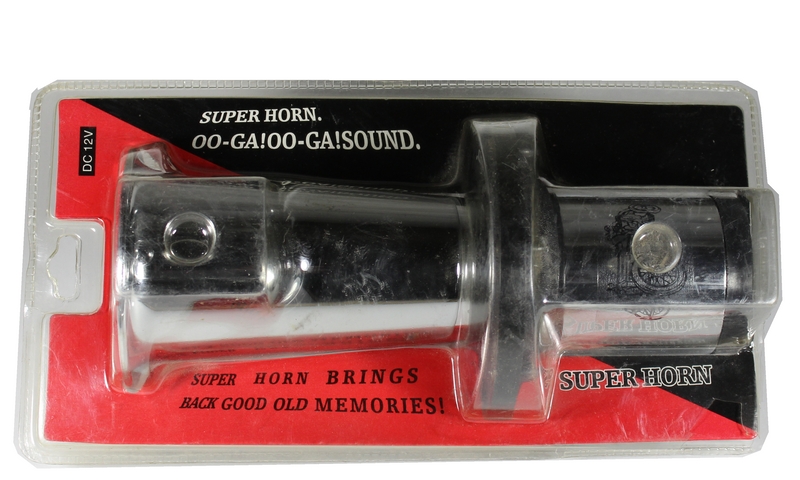 SUPER HORN.
OO-GA!OO-GA!SOUND.
DC 12V
SUPER HORN BRINGS
BACK GOOD OLD MEMORIES!
SUPER HORN